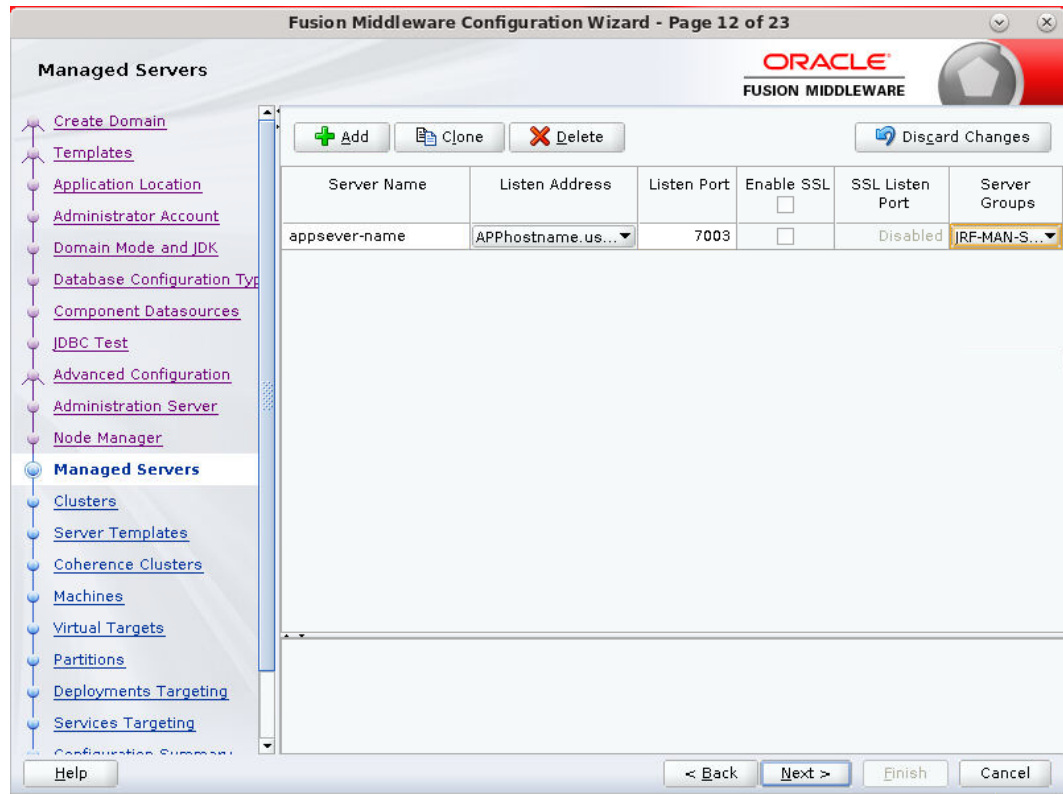 Fusion Middleware Configuration Wizard - Page 12 of 23
Managed Servers
ORACLE
FUSION MIDDLEWARE
Create Domain
Templates
Application Location
Administrator Account
Domain Mode and JDK
Database Configuration Typ
Component Datasources
JDBC Test
Advanced Configuration
Administration Server
Node Manager
Managed Servers
Clusters
Server Templates
Coherence Clusters
Machines
Virtual Targets
Partitions
Deployments Targeting
Services Targeting
Configuration Summary
Add Clone Delete Discard Changes
Server Name Listen Address Listen Port Enable SSL SSL Listen Port Server Groups
appsever-name APPhostname.us... 7003 Disabled JRF-MAN-S...
Help < Back Next > Finish Cancel